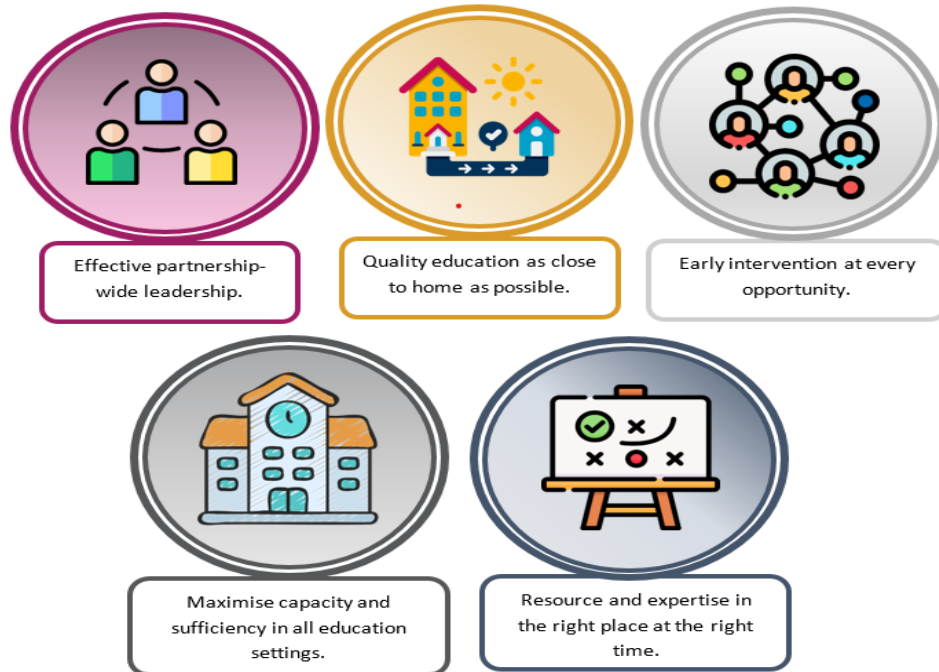 Effective partnership-
wide leadership.
Quality education as close
to home as possible.
Early intervention at every
opportunity.
Maximise capacity and
sufficiency in all education
settings.
Resource and expertise in
the right place at the right
time.